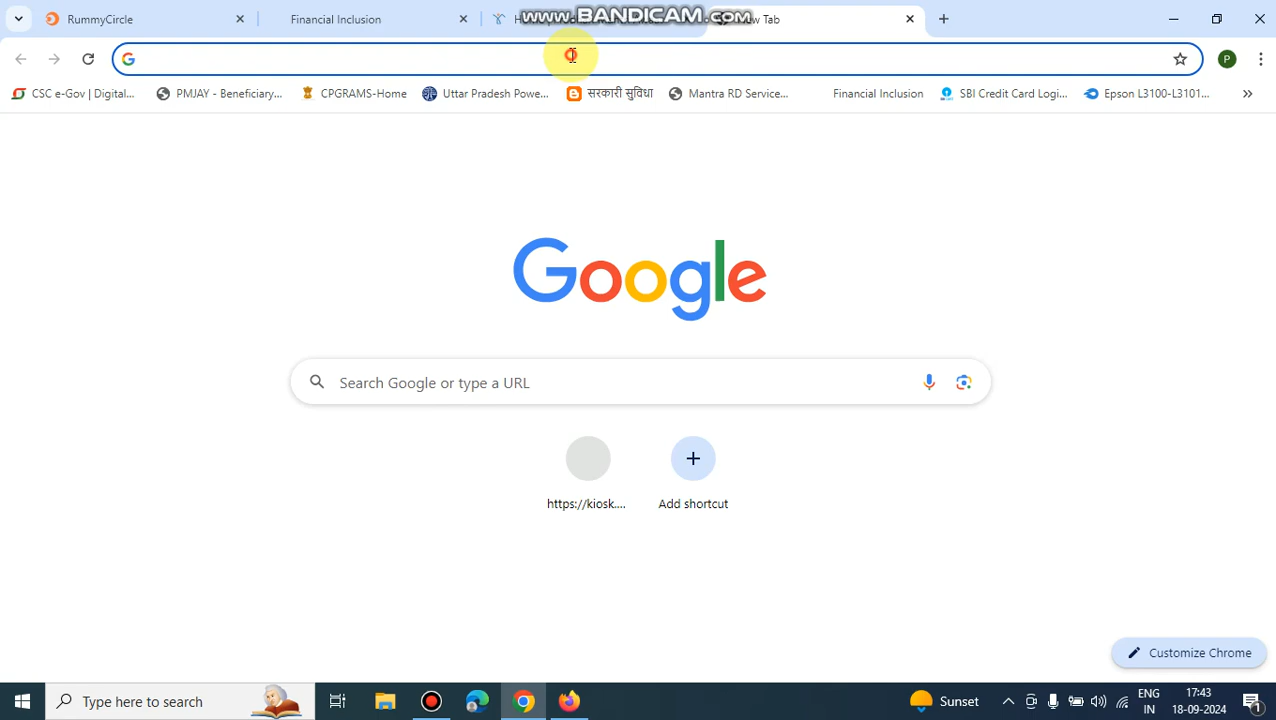 www.BANDICAM.com
RummyCircle
Financial Inclusion
New Tab
CSC e-Gov | Digital...
PMJAY - Beneficiary...
CPGRAMS-Home
Uttar Pradesh Powe...
सरकारी सुविधा
Mantra RD Service...
Financial Inclusion
SBI Credit Card Logi...
Epson L3100-L3101...
Google
Search Google or type a URL
https://kiosk....
Add shortcut
Customize Chrome
Type here to search
Sunset
ENG
IN
17:43
18-09-2024
1